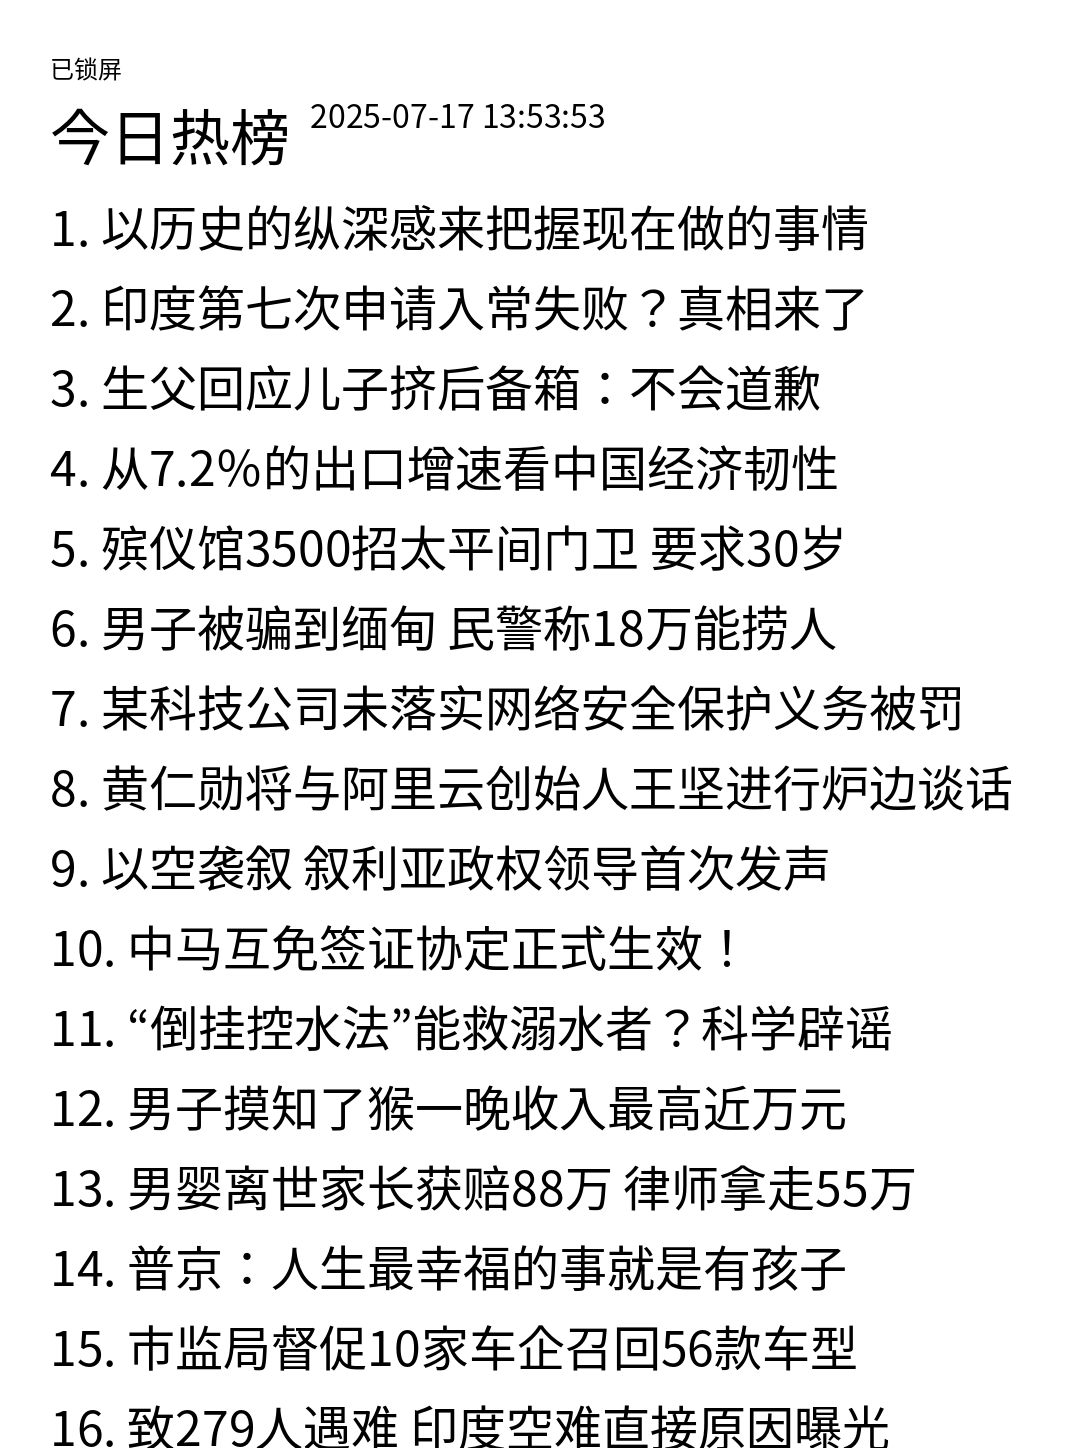 已锁屏
今日热榜 2025-07-17 13:53:53
1. 以历史的纵深感来把握现在做的事情
2. 印度第七次申请入常失败？真相来了
3. 生父回应儿子挤后备箱：不会道歉
4. 从7.2%的出口增速看中国经济韧性
5. 殡仪馆3500招太平间门卫 要求30岁
6. 男子被骗到缅甸 民警称18万能捞人
7. 某科技公司未落实网络安全保护义务被罚
8. 黄仁勋将与阿里云创始人王坚进行炉边谈话
9. 以空袭叙 叙利亚政权领导首次发声
10. 中马互免签证协定正式生效！
11. “倒挂控水法”能救溺水者？科学辟谣
12. 男子摸知了猴一晚收入最高近万元
13. 男婴离世家长获赔88万 律师拿走55万
14. 普京：人生最幸福的事就是有孩子
15. 市监局督促10家车企召回56款车型
16. 致279人遇难 印度空难直接原因曝光